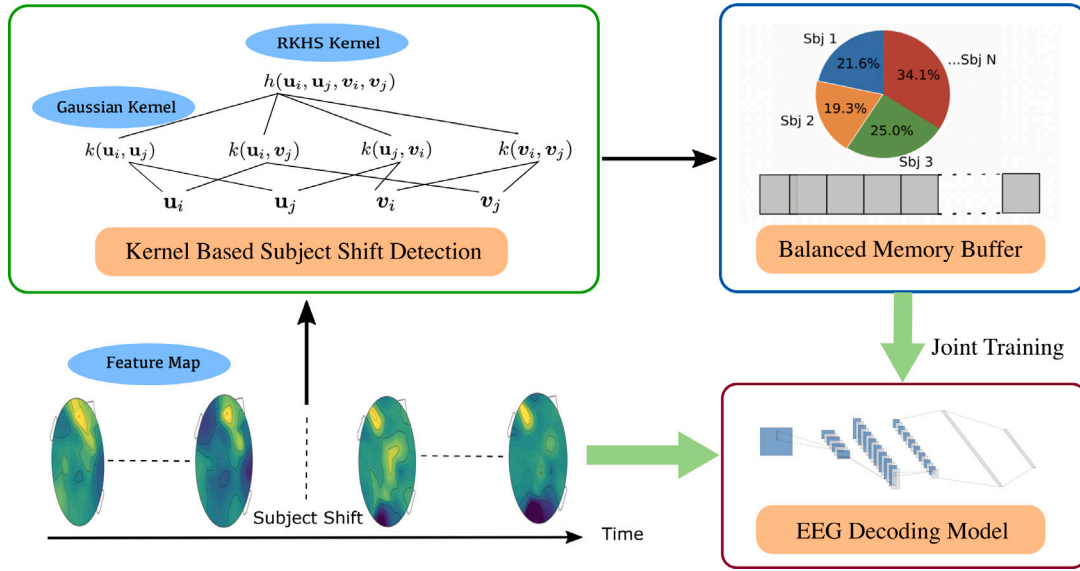 RKHS Kernel
h(u_i, u_j, v_i, v_j)
Gaussian Kernel
k(u_i, u_j)
k(u_i, v_j)
k(u_j, v_i)
k(v_i, v_j)
u_i
u_j
v_i
v_j
Kernel Based Subject Shift Detection
Sbj 1
...Sbj N
21.6%
34.1%
Sbj 2
19.3%
25.0%
Sbj 3
Balanced Memory Buffer
Joint Training
Feature Map
Subject Shift
Time
EEG Decoding Model